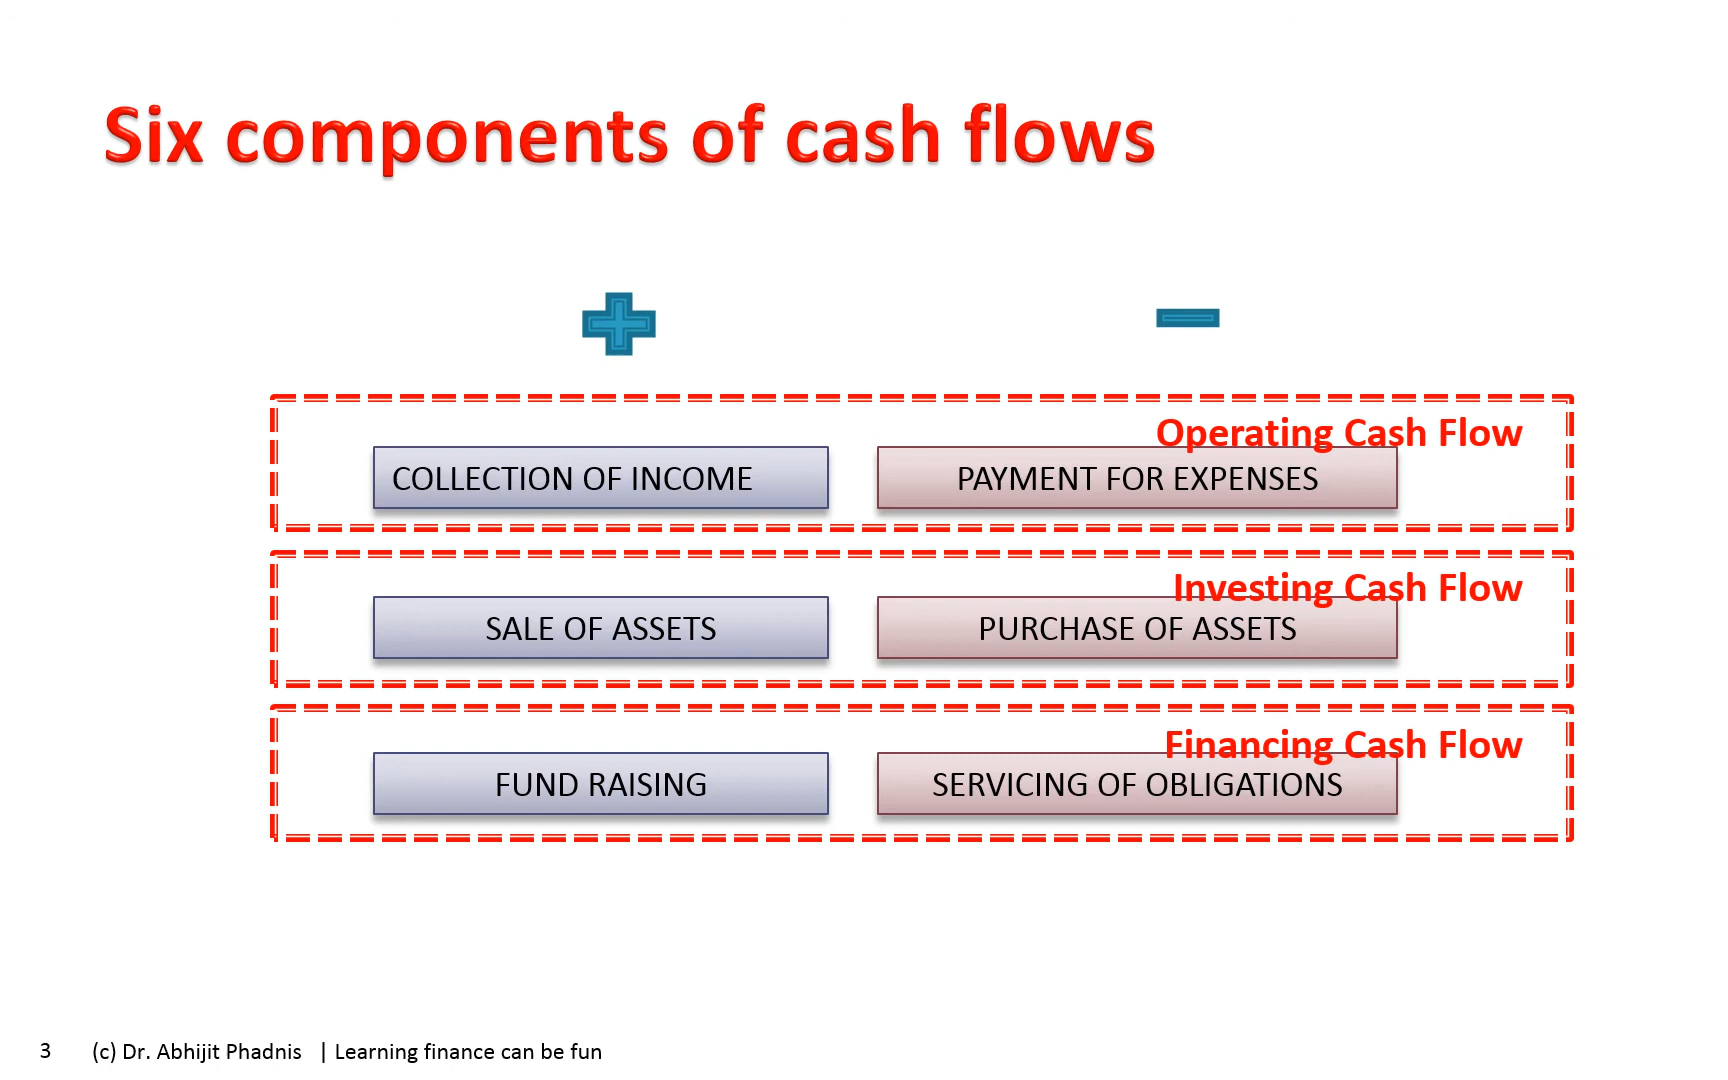 Six components of cash flows
Operating Cash Flow
COLLECTION OF INCOME
PAYMENT FOR EXPENSES
Investing Cash Flow
SALE OF ASSETS
PURCHASE OF ASSETS
Financing Cash Flow
FUND RAISING
SERVICING OF OBLIGATIONS
3 (c) Dr. Abhijit Phadnis | Learning finance can be fun